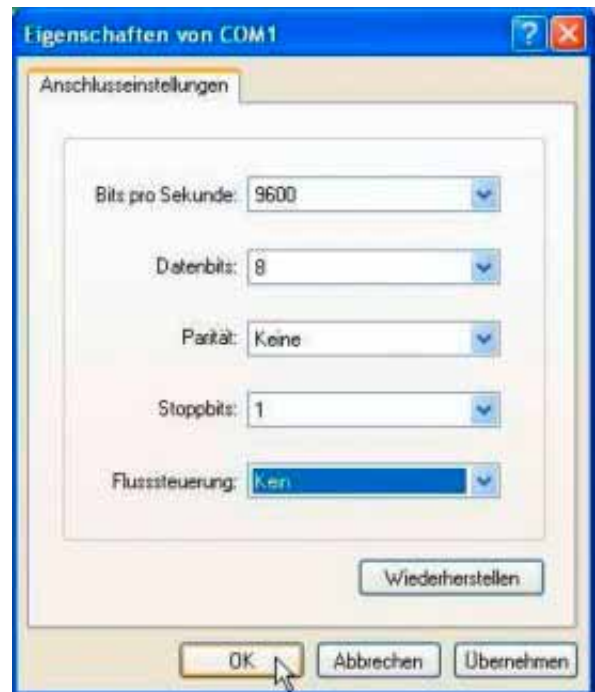 Eigenschaften von COM1
Anschlusseinstellungen
Bits pro Sekunde: 9600
Datenbits: 8
Parität: Keine
Stoppbits: 1
Flusssteuerung: Kein
Wiederherstellen
OK Abbrechen Übernehmen